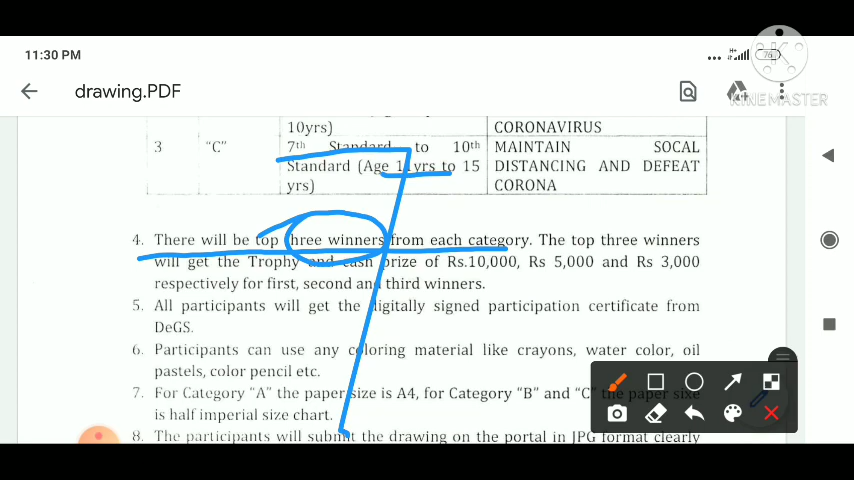 11:30 PM
76
KINEMASTER
drawing.PDF
10yrs) CORONAVIRUS
3 "C" 7th Standard to 10th MAINTAIN SOCAL
Standard (Age 11yrs to 15 DISTANCING AND DEFEAT
yrs) CORONA
4. There will be top three winners from each category. The top three winners
will get the Trophy and cash prize of Rs.10,000, Rs 5,000 and Rs 3,000
respectively for first, second and third winners.
5. All participants will get the digitally signed participation certificate from
DeGS.
6. Participants can use any coloring material like crayons, water color, oil
pastels, color pencil etc.
7. For Category "A" the paper size is A4, for Category "B" and "C" the paper size
is half imperial size chart.
8. The participants will submit the drawing on the portal in JPG format clearly